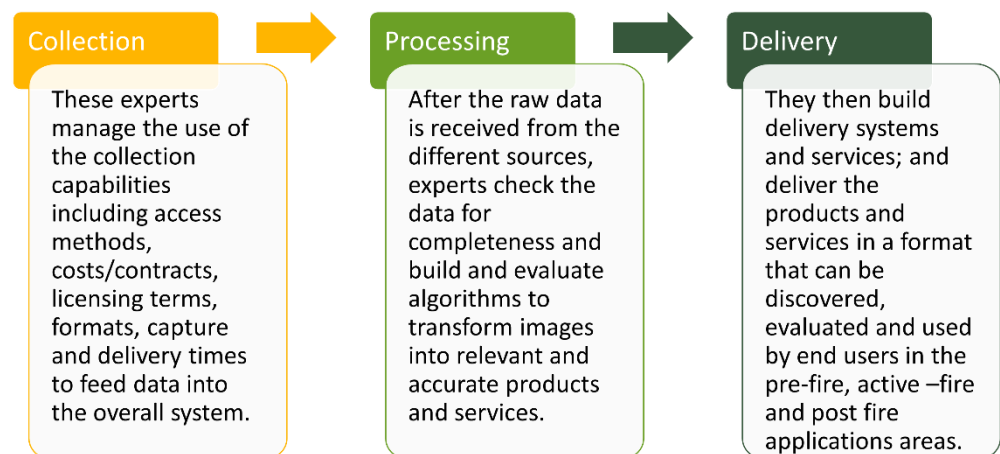 Collection
These experts
manage the use of
the collection
capabilities
including access
methods,
costs/contracts,
licensing terms,
formats, capture
and delivery times
to feed data into
the overall system.
Processing
After the raw data
is received from the
different sources,
experts check the
data for
completeness and
build and evaluate
algorithms to
transform images
into relevant and
accurate products
and services.
Delivery
They then build
delivery systems
and services; and
deliver the
products and
services in a format
that can be
discovered,
evaluated and used
by end users in the
pre-fire, active –fire
and post fire
applications areas.